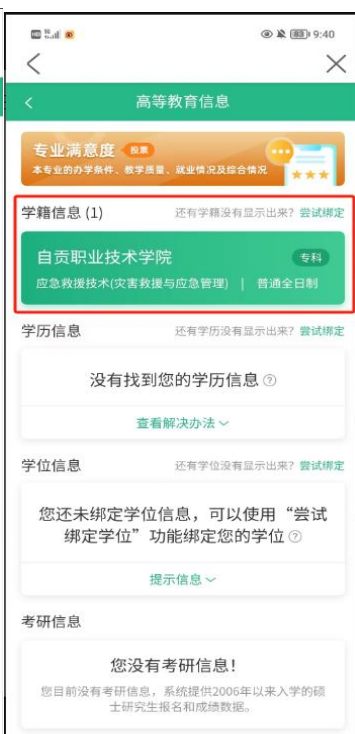 9:40
高等教育信息
专业满意度 投票
本专业的办学条件、教学质量、就业情况及综合情况
学籍信息 (1) 还有学籍没有显示出来? 尝试绑定
自贡职业技术学院 专科
应急救援技术(灾害救援与应急管理) | 普通全日制
学历信息 还有学历没有显示出来? 尝试绑定
没有找到您的学历信息
查看解决办法
学位信息 还有学位没有显示出来? 尝试绑定
您还未绑定学位信息，可以使用“尝试
绑定学位”功能绑定您的学位
提示信息
考研信息
您没有考研信息！
您目前没有考研信息，系统提供2006年以来入学的硕
士研究生报名和成绩数据。